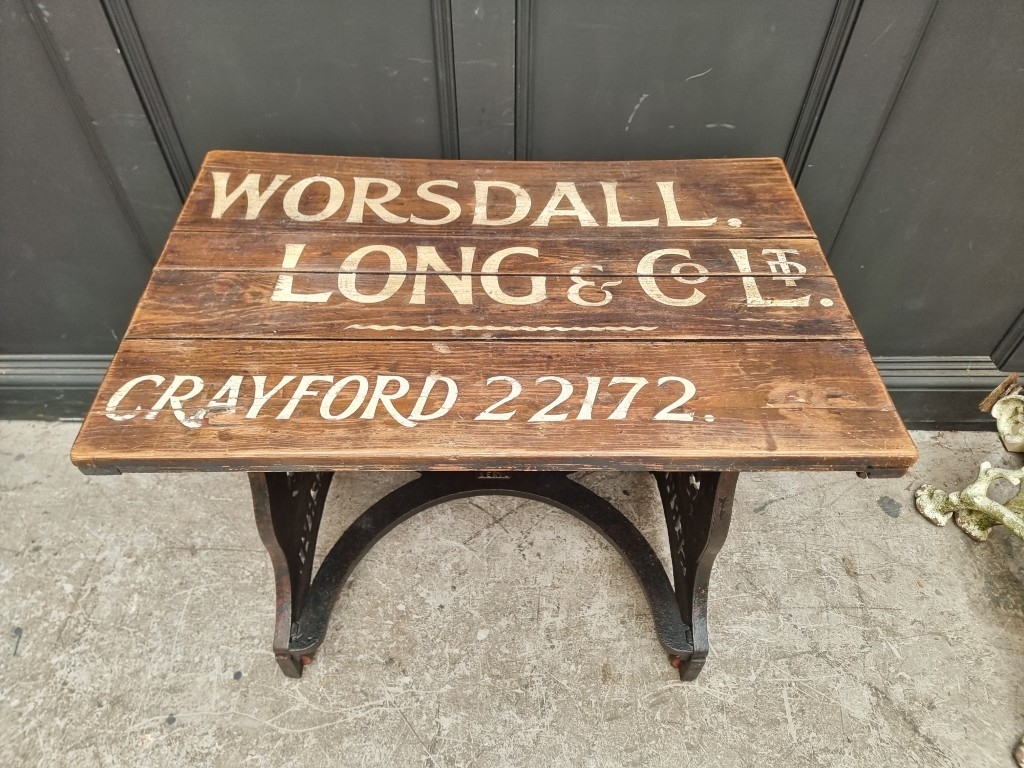 WORSDALL.
LONG & Co LTD.
CRAYFORD 22172.